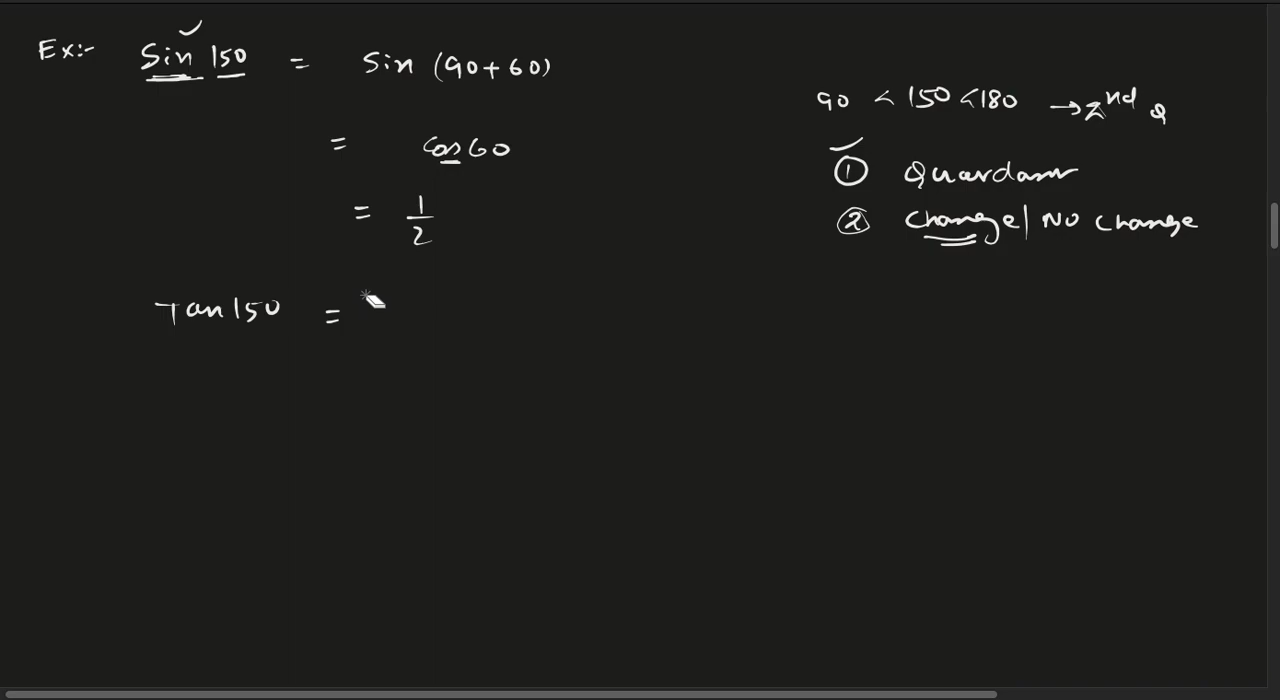 Ex:- Sin 150 = Sin (90+60)
= cos 60
= 1/2
Tan 150 =
90 < 150 < 180 → 2nd Q
① Quardant
② Change | No change